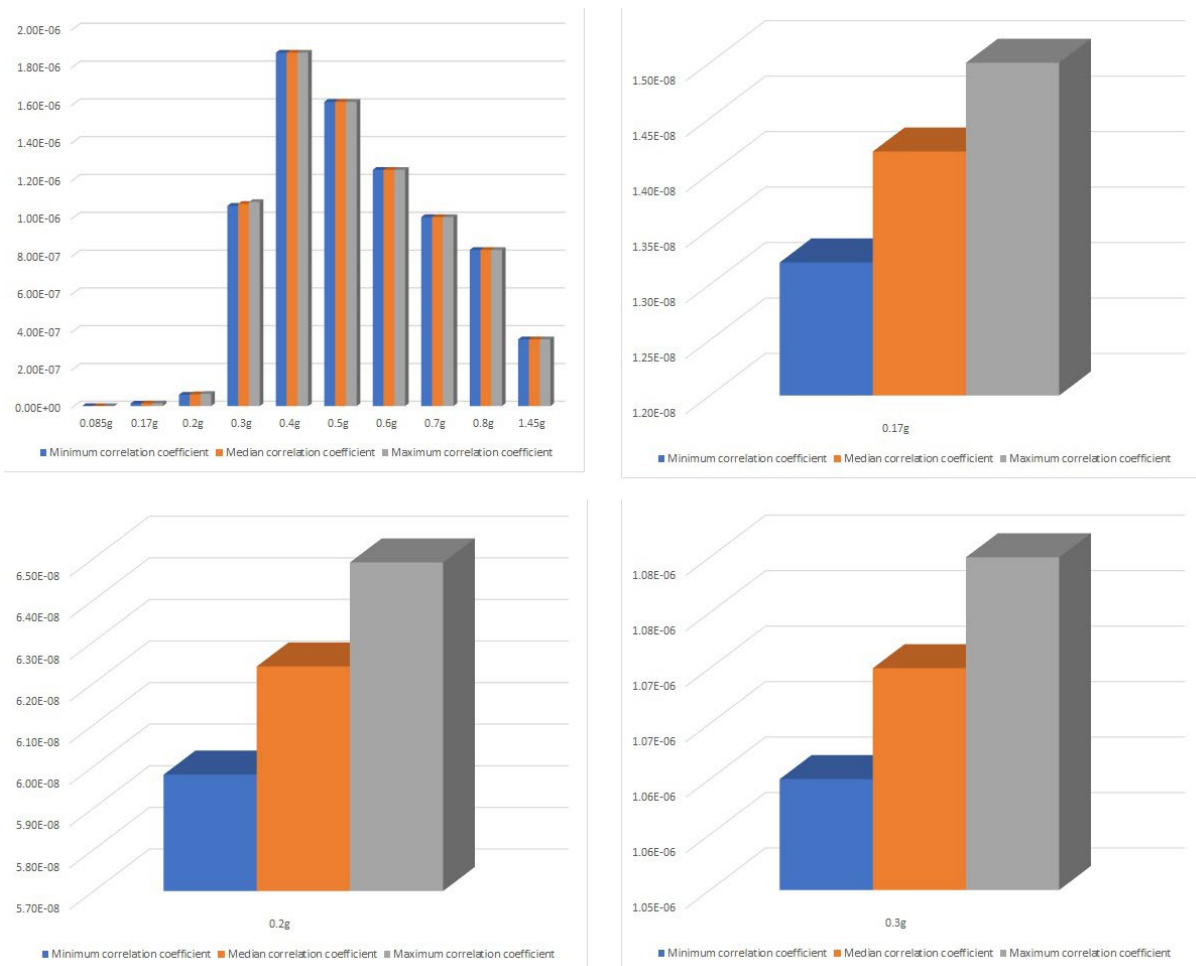 2.00E-06
1.80E-06
1.60E-06
1.40E-06
1.20E-06
1.00E-06
8.00E-07
6.00E-07
4.00E-07
2.00E-07
0.00E+00
0.085g 0.17g 0.2g 0.3g 0.4g 0.5g 0.6g 0.7g 0.8g 1.45g
Minimum correlation coefficient Median correlation coefficient Maximum correlation coefficient
1.50E-08
1.45E-08
1.40E-08
1.35E-08
1.30E-08
1.25E-08
1.20E-08
0.17g
Minimum correlation coefficient Median correlation coefficient Maximum correlation coefficient
6.50E-08
6.40E-08
6.30E-08
6.20E-08
6.10E-08
6.00E-08
5.90E-08
5.80E-08
5.70E-08
0.2g
Minimum correlation coefficient Median correlation coefficient Maximum correlation coefficient
1.08E-06
1.08E-06
1.07E-06
1.07E-06
1.06E-06
1.06E-06
1.05E-06
0.3g
Minimum correlation coefficient Median correlation coefficient Maximum correlation coefficient